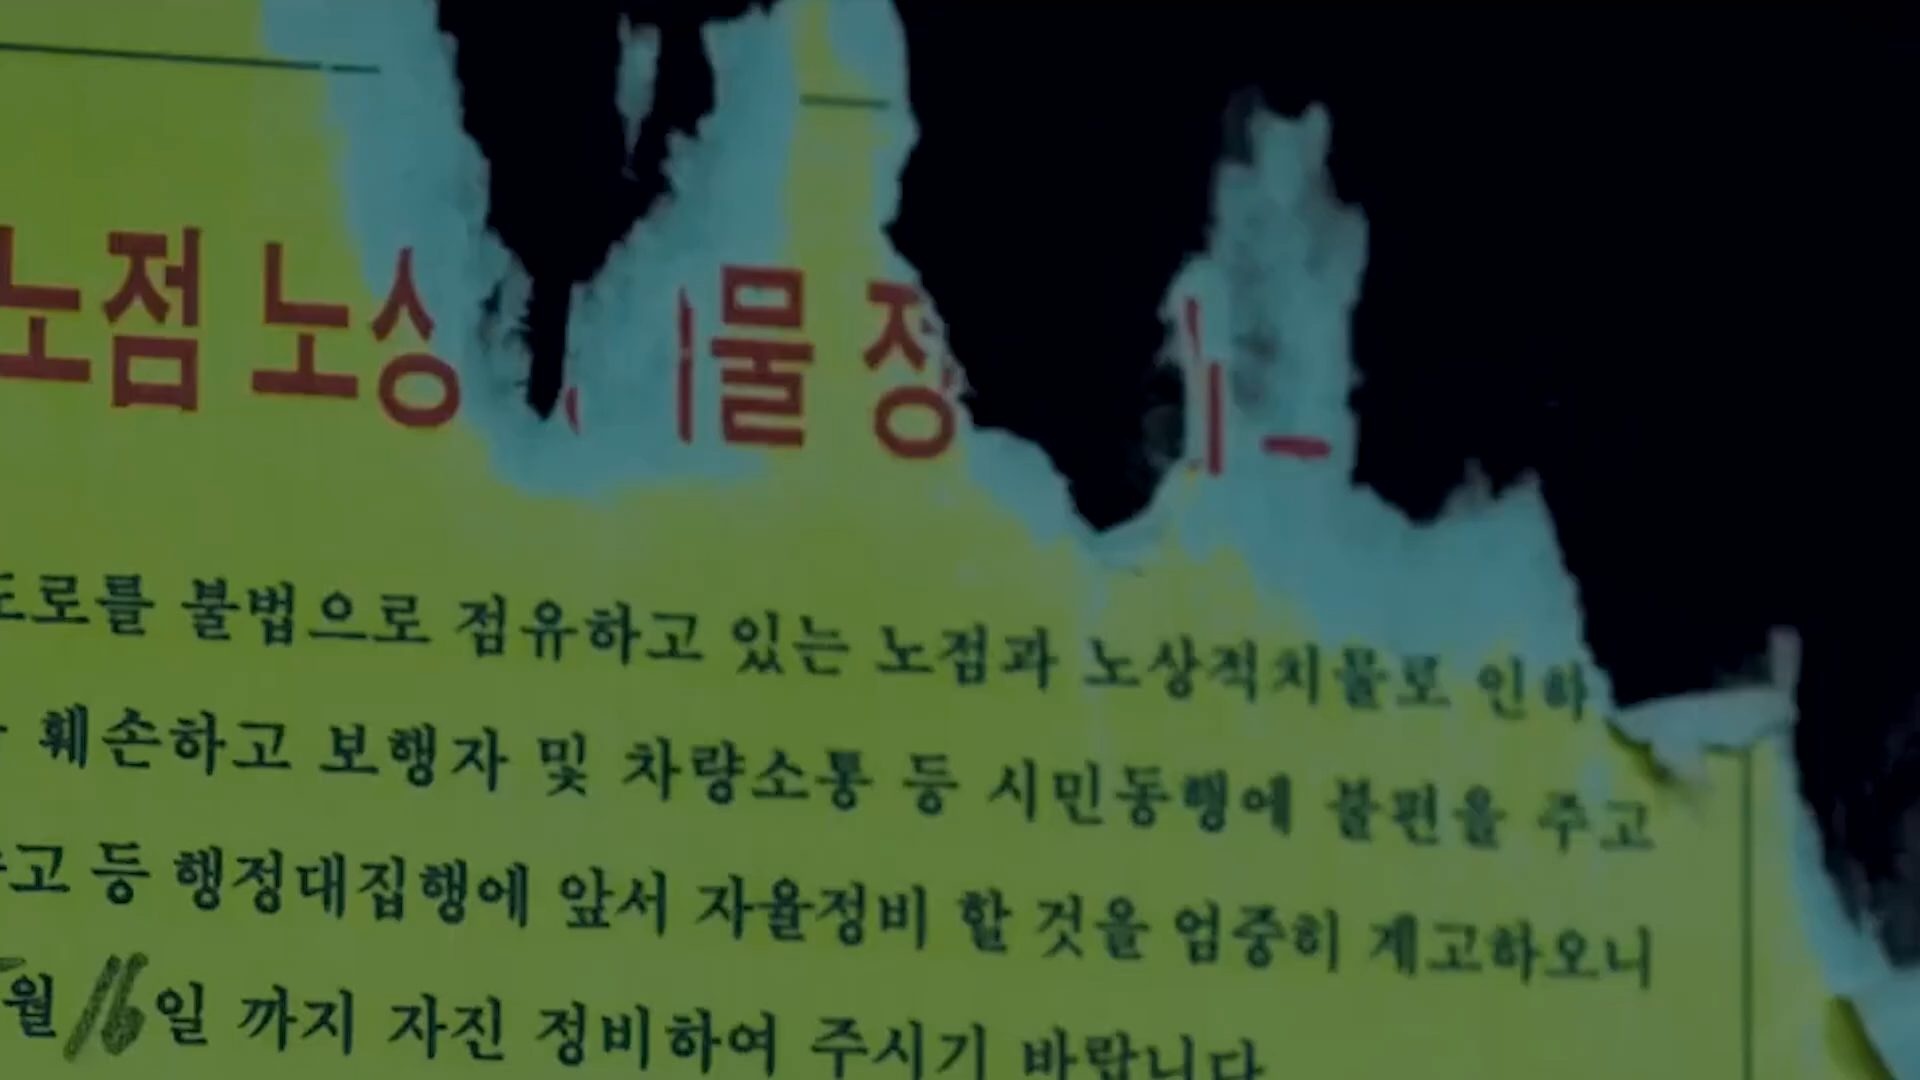 노점 노상 물 정
도로를 불법으로 점유하고 있는 노점과 노상적치물로 인하
훼손하고 보행자 및 차량소통 등 시민동행에 불편을 주고
고 등 행정대집행에 앞서 자율정비 할 것을 엄중히 계고하오니
월 16일 까지 자진 정비하여 주시기 바랍니다